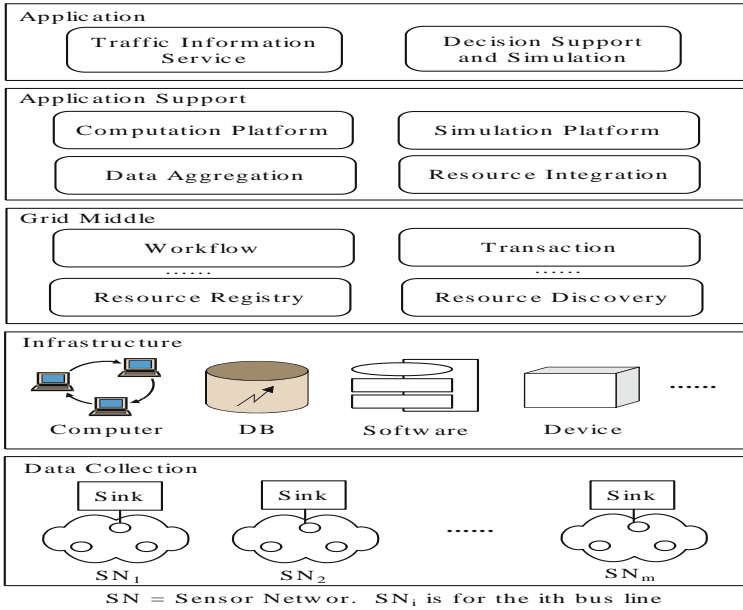 Application
Traffic Information Service
Decision Support and Simulation
Application Support
Computation Platform
Simulation Platform
Data Aggregation
Resource Integration
Grid Middle
Workflow
Transaction
......
......
Resource Registry
Resource Discovery
Infrastructure
......
Computer
DB
Software
Device
Data Collection
Sink
Sink
Sink
......
SN1
SN2
SNm
SN = Sensor Networ. SNi is for the ith bus line